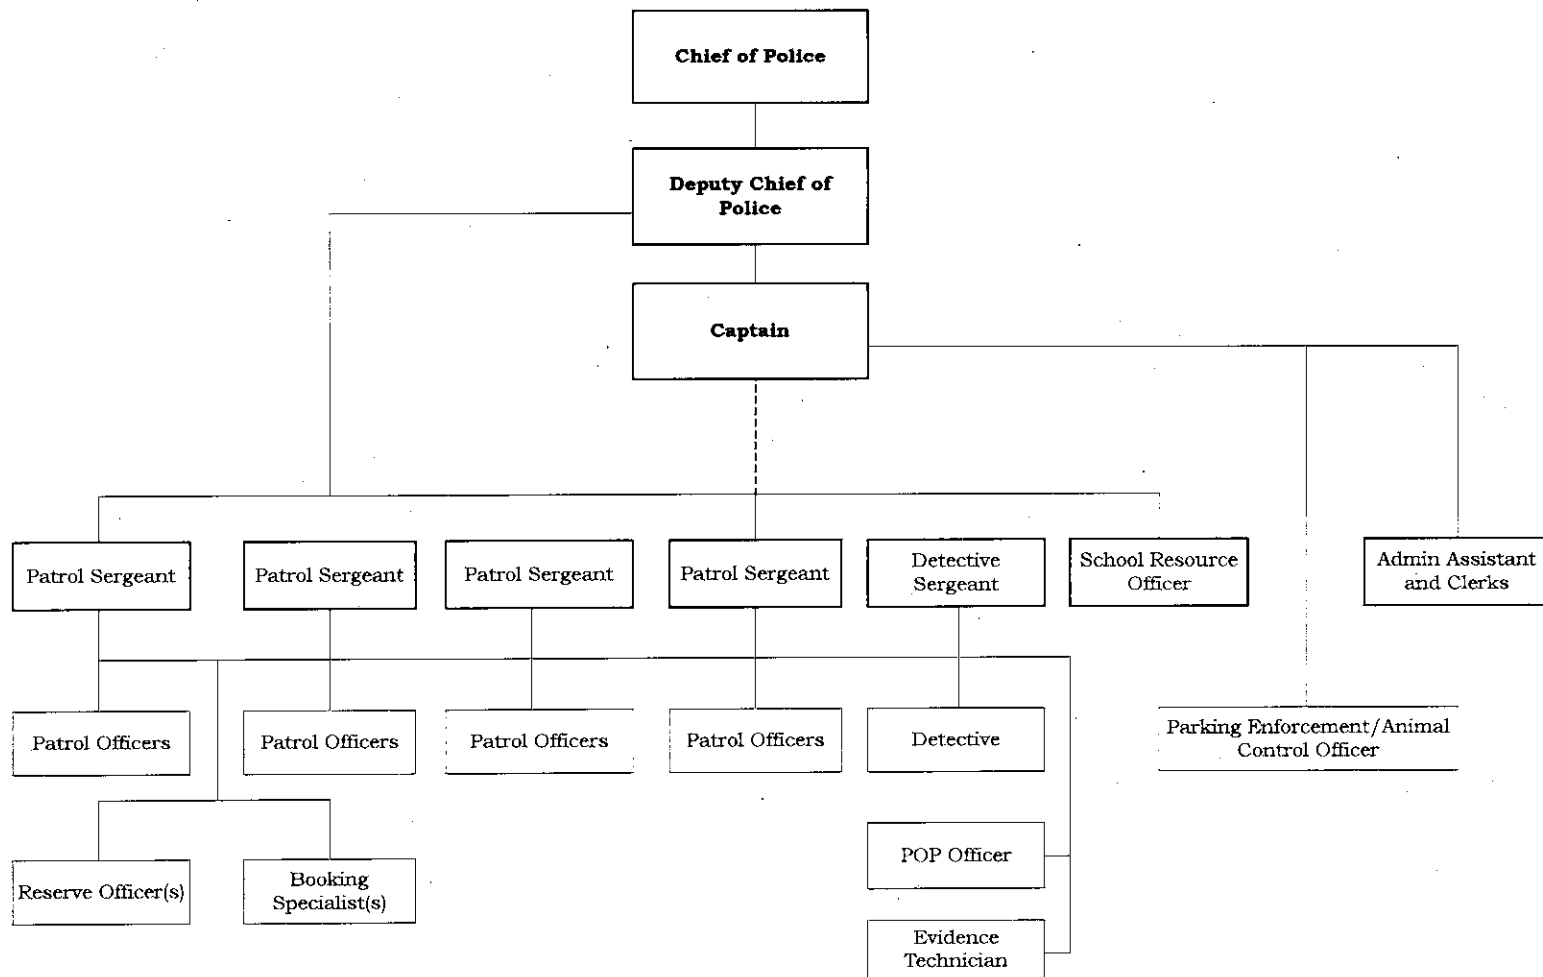 Chief of Police
Deputy Chief of
Police
Captain
Patrol Sergeant
Patrol Sergeant
Patrol Sergeant
Patrol Sergeant
Detective
Sergeant
School Resource
Officer
Admin Assistant
and Clerks
Patrol Officers
Patrol Officers
Patrol Officers
Patrol Officers
Detective
Parking Enforcement/Animal
Control Officer
Reserve Officer(s)
Booking
Specialist(s)
POP Officer
Evidence
Technician